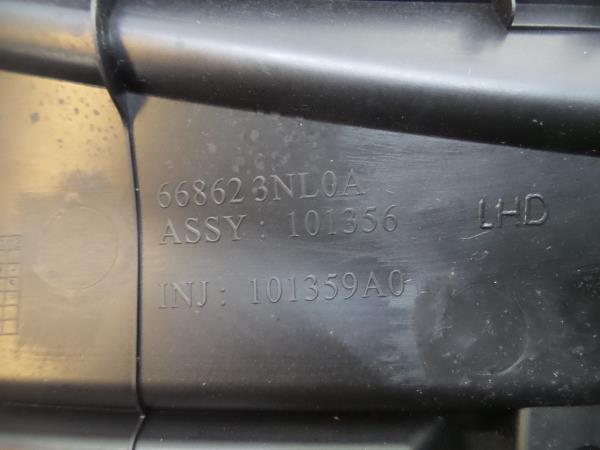 66862 3NL0A
ASSY : 101356
LHD
INJ : 101359A0